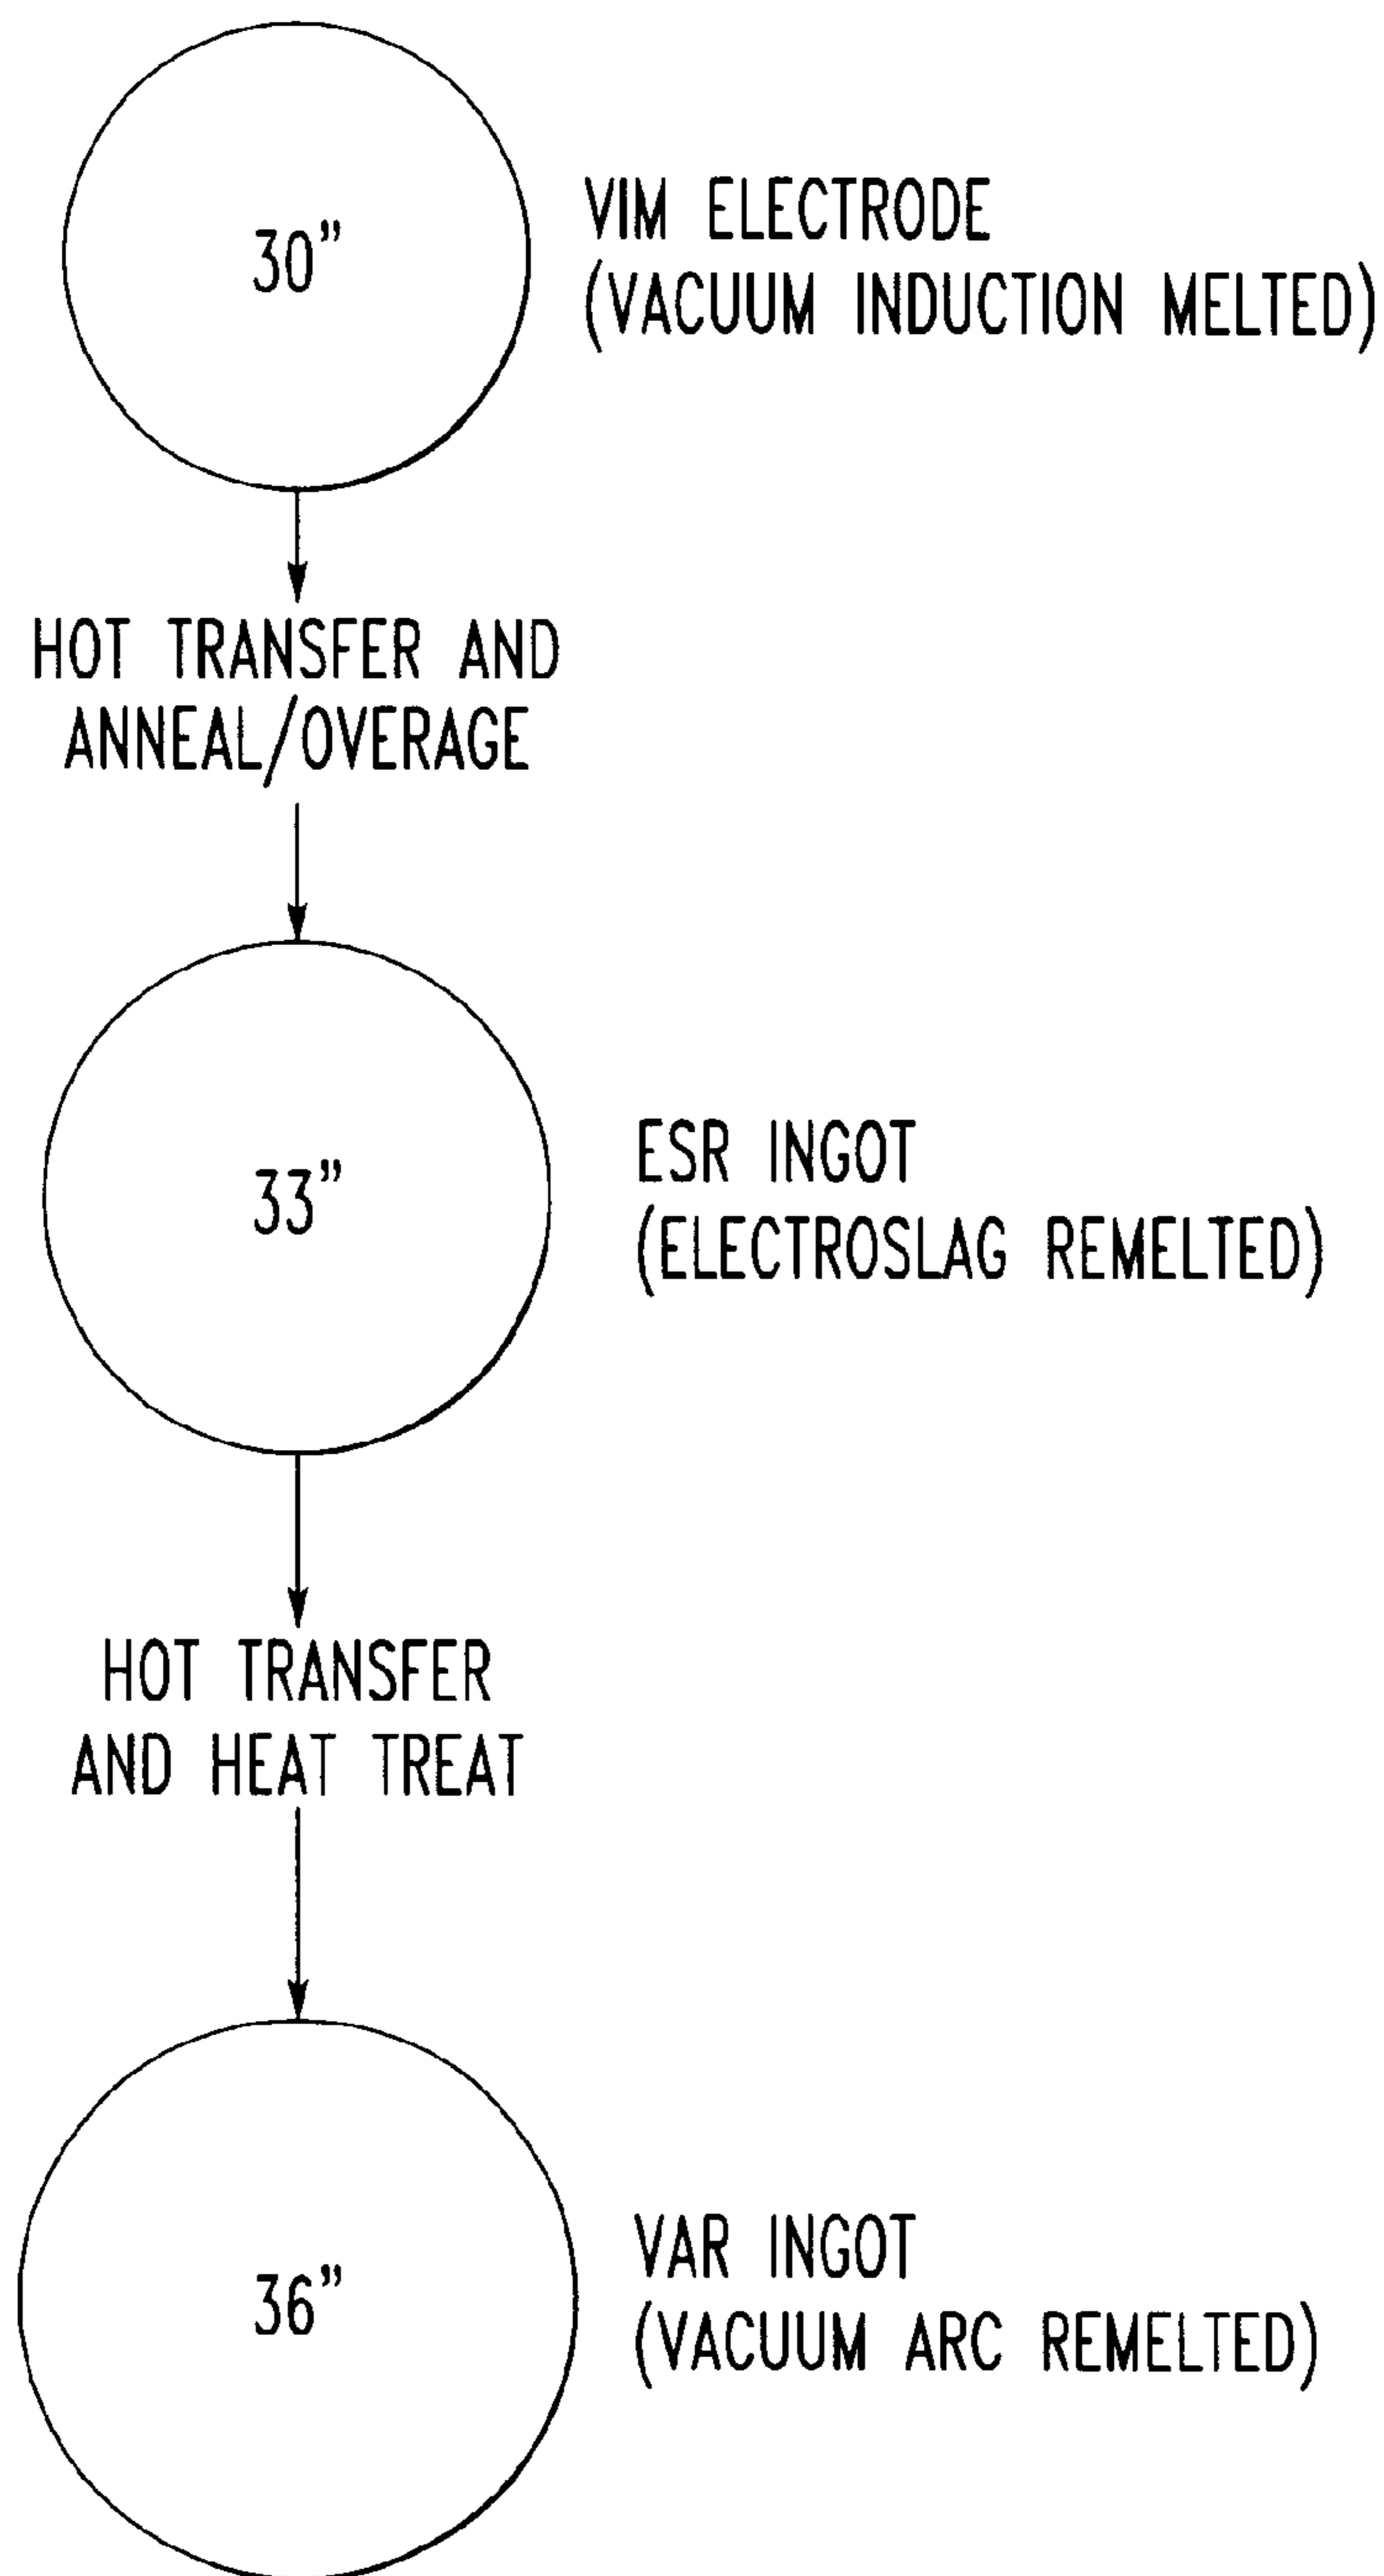 30”
VIM ELECTRODE
(VACUUM INDUCTION MELTED)
HOT TRANSFER AND
ANNEAL/OVERAGE
33”
ESR INGOT
(ELECTROSLAG REMELTED)
HOT TRANSFER
AND HEAT TREAT
36”
VAR INGOT
(VACUUM ARC REMELTED)